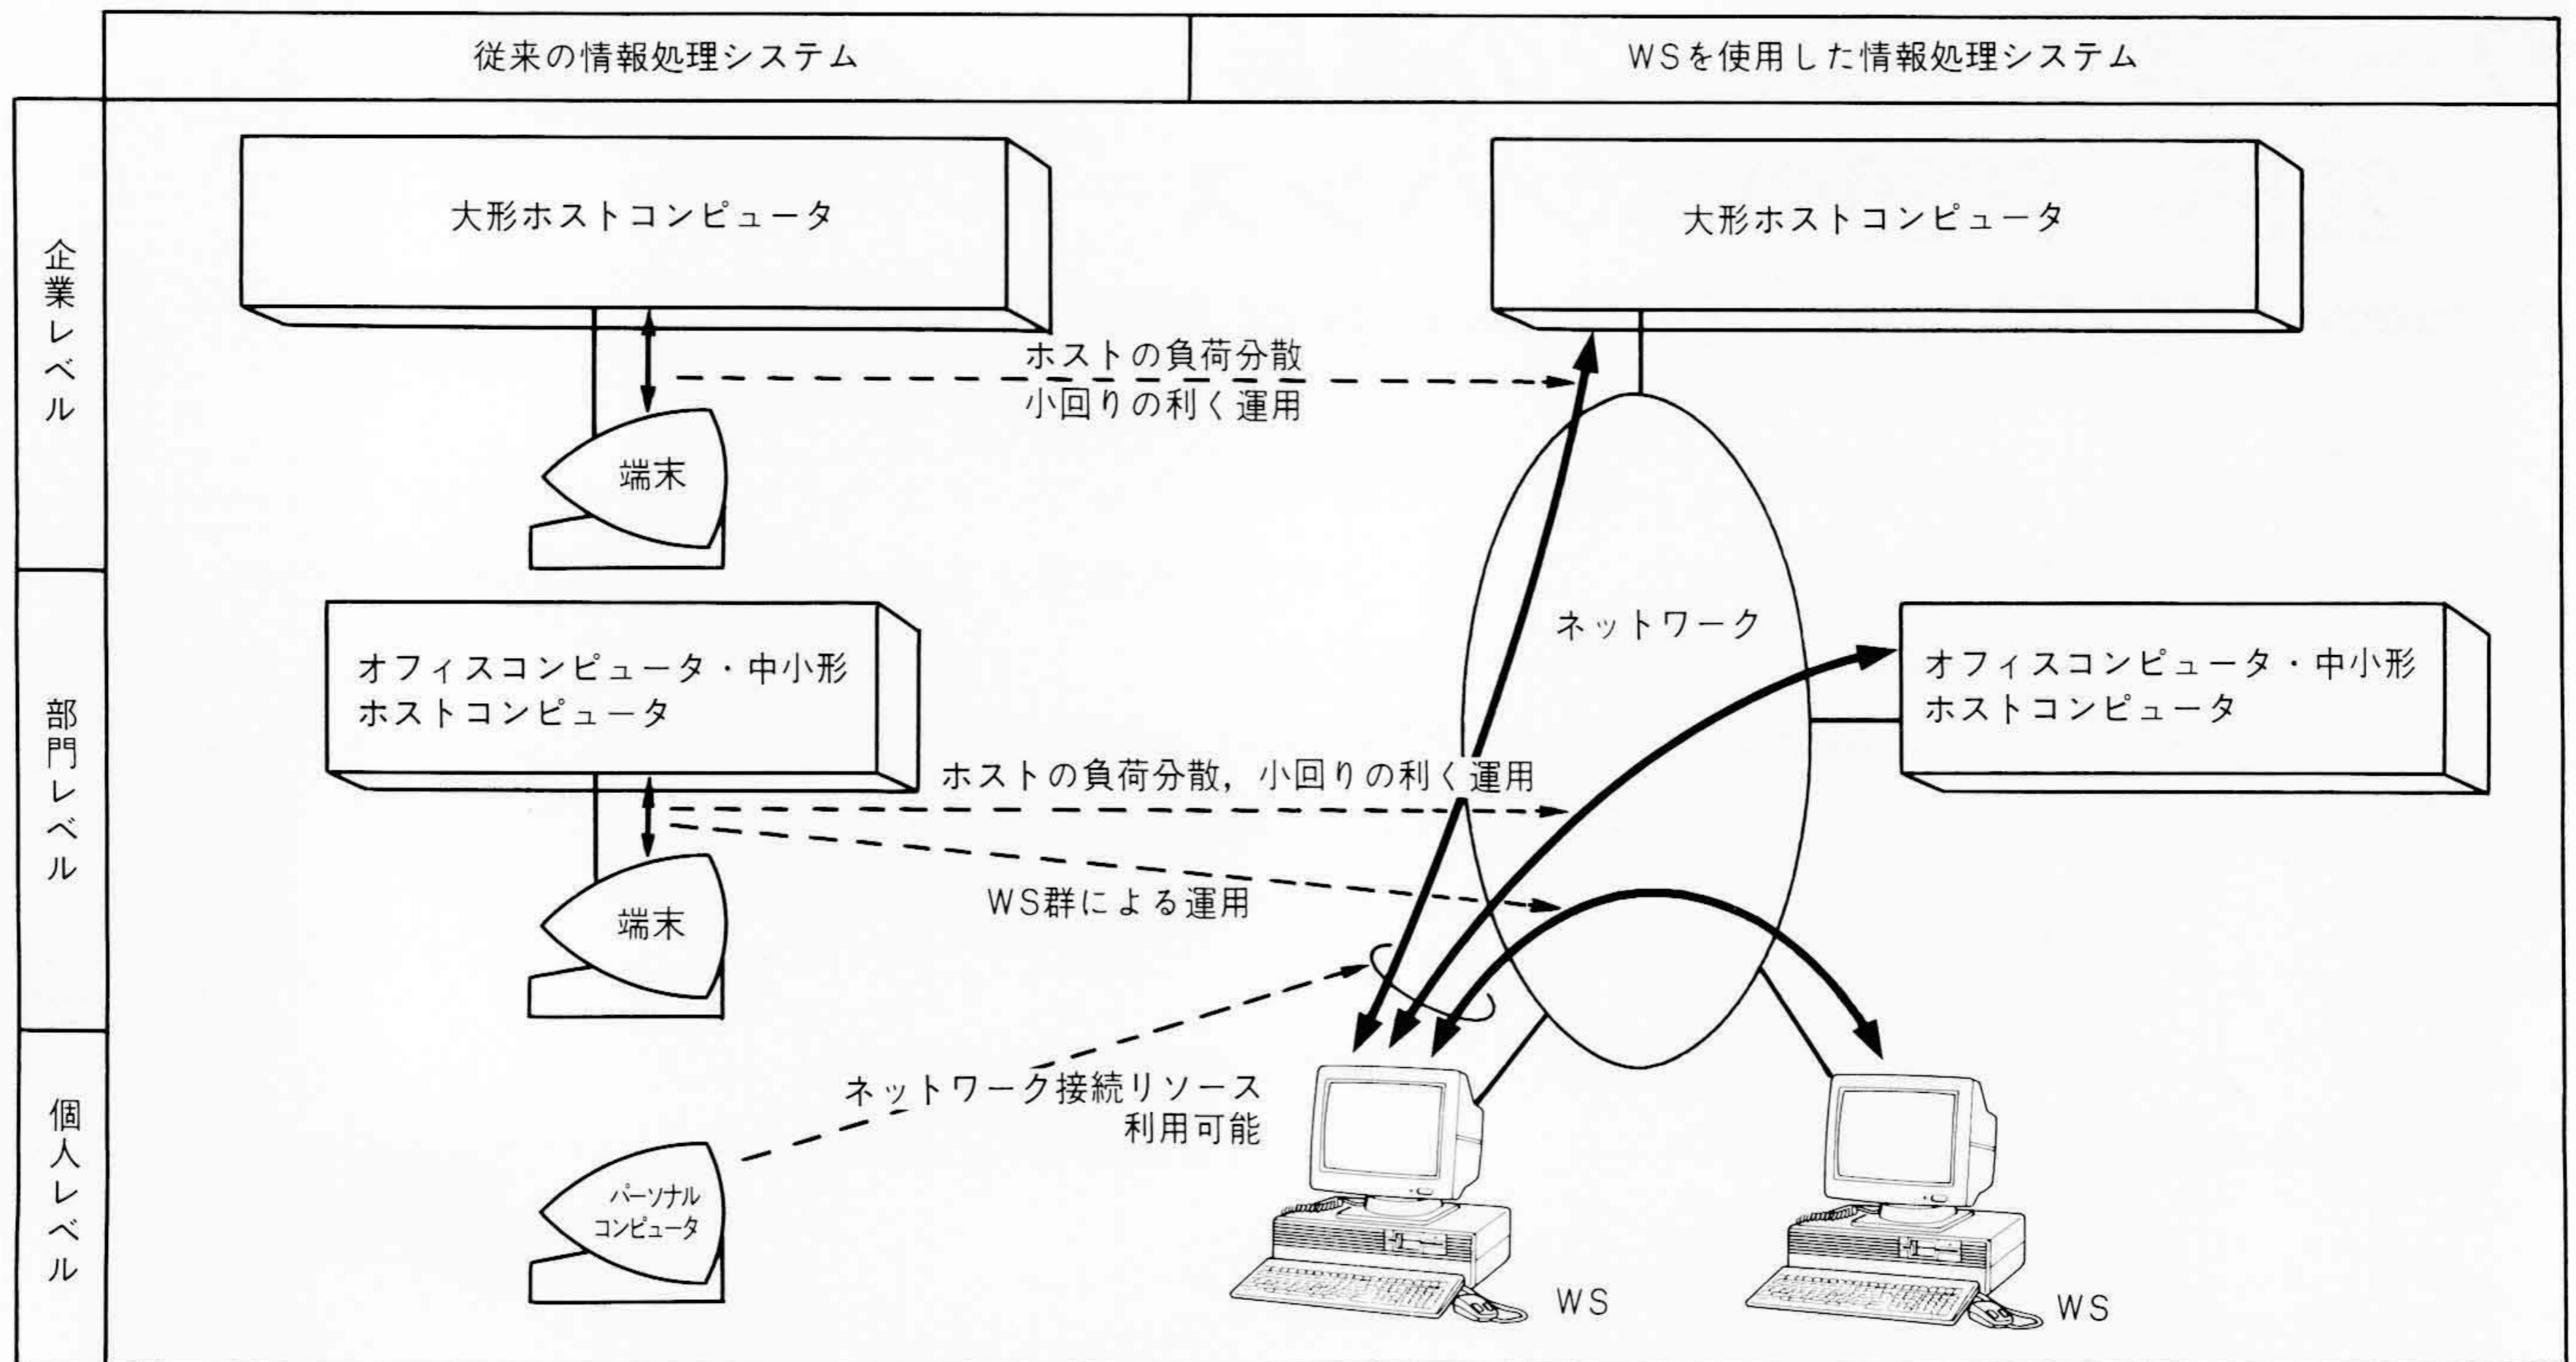 従来の情報処理システム
WSを使用した情報処理システム
企業レベル
大形ホストコンピュータ
端末
ホストの負荷分散
小回りの利く運用
大形ホストコンピュータ
ネットワーク
部門レベル
オフィスコンピュータ・中小形
ホストコンピュータ
端末
ホストの負荷分散,小回りの利く運用
WS群による運用
オフィスコンピュータ・中小形
ホストコンピュータ
個人レベル
パーソナル
コンピュータ
ネットワーク接続リソース
利用可能
WS
WS